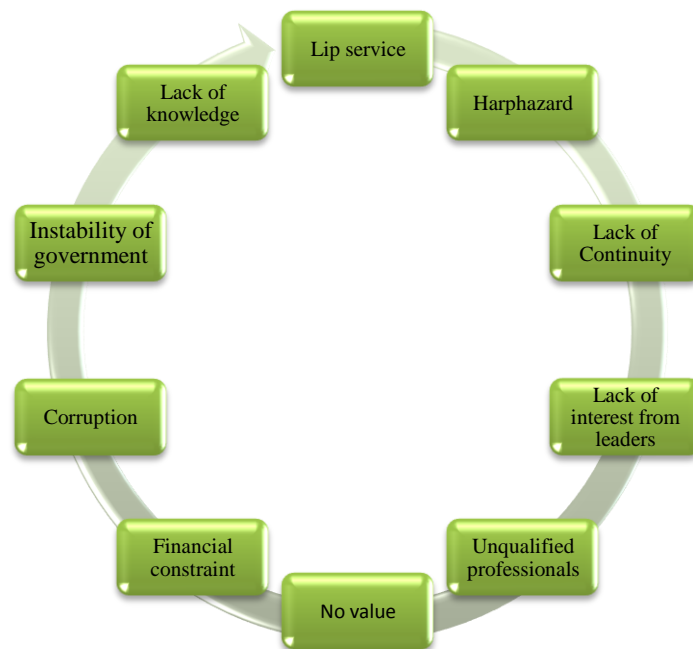 Lip service
Harphazard
Lack of
Continuity
Lack of
interest from
leaders
Unqualified
professionals
No value
Financial
constraint
Corruption
Instability of
government
Lack of
knowledge